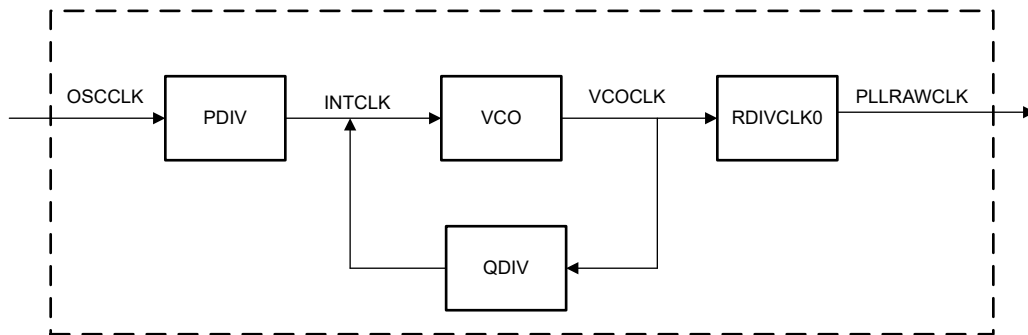 OSCCLK
PDIV
INTCLK
VCO
VCOCLK
RDIVCLK0
PLLRAWCLK
QDIV